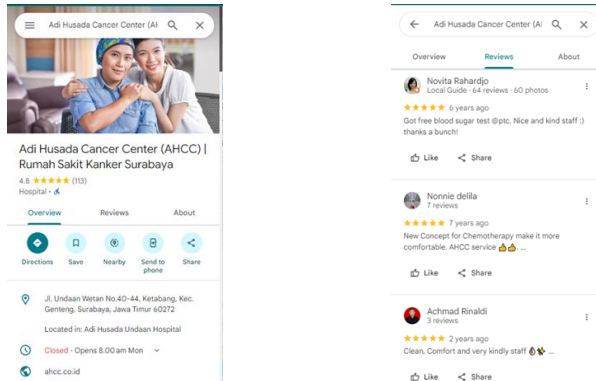 Adi Husada Cancer Center (AH
Adi Husada Cancer Center (AHCC) |
Rumah Sakit Kanker Surabaya
4.8 (113)
Hospital
Overview Reviews About
Directions Save Nearby Send to phone Share
Jl. Undaan Wetan No.40-44, Ketabang, Kec.
Genteng, Surabaya, Jawa Timur 60272
Located in: Adi Husada Undaan Hospital
Closed · Opens 8.00 am Mon
ahcc.co.id
Adi Husada Cancer Center (A
Overview Reviews About
Novita Rahardjo
Local Guide · 64 reviews · 60 photos
6 years ago
Got free blood sugar test @ptc. Nice and kind staff :)
thanks a bunch!
Like Share
Nonnie delila
7 reviews
7 years ago
New Concept for Chemotherapy make it more
comfortable. AHCC service 👍👍. ...
Like Share
Achmad Rinaldi
3 reviews
2 years ago
Clean, Comfort and very kindly staff 👌✨ ...
Like Share